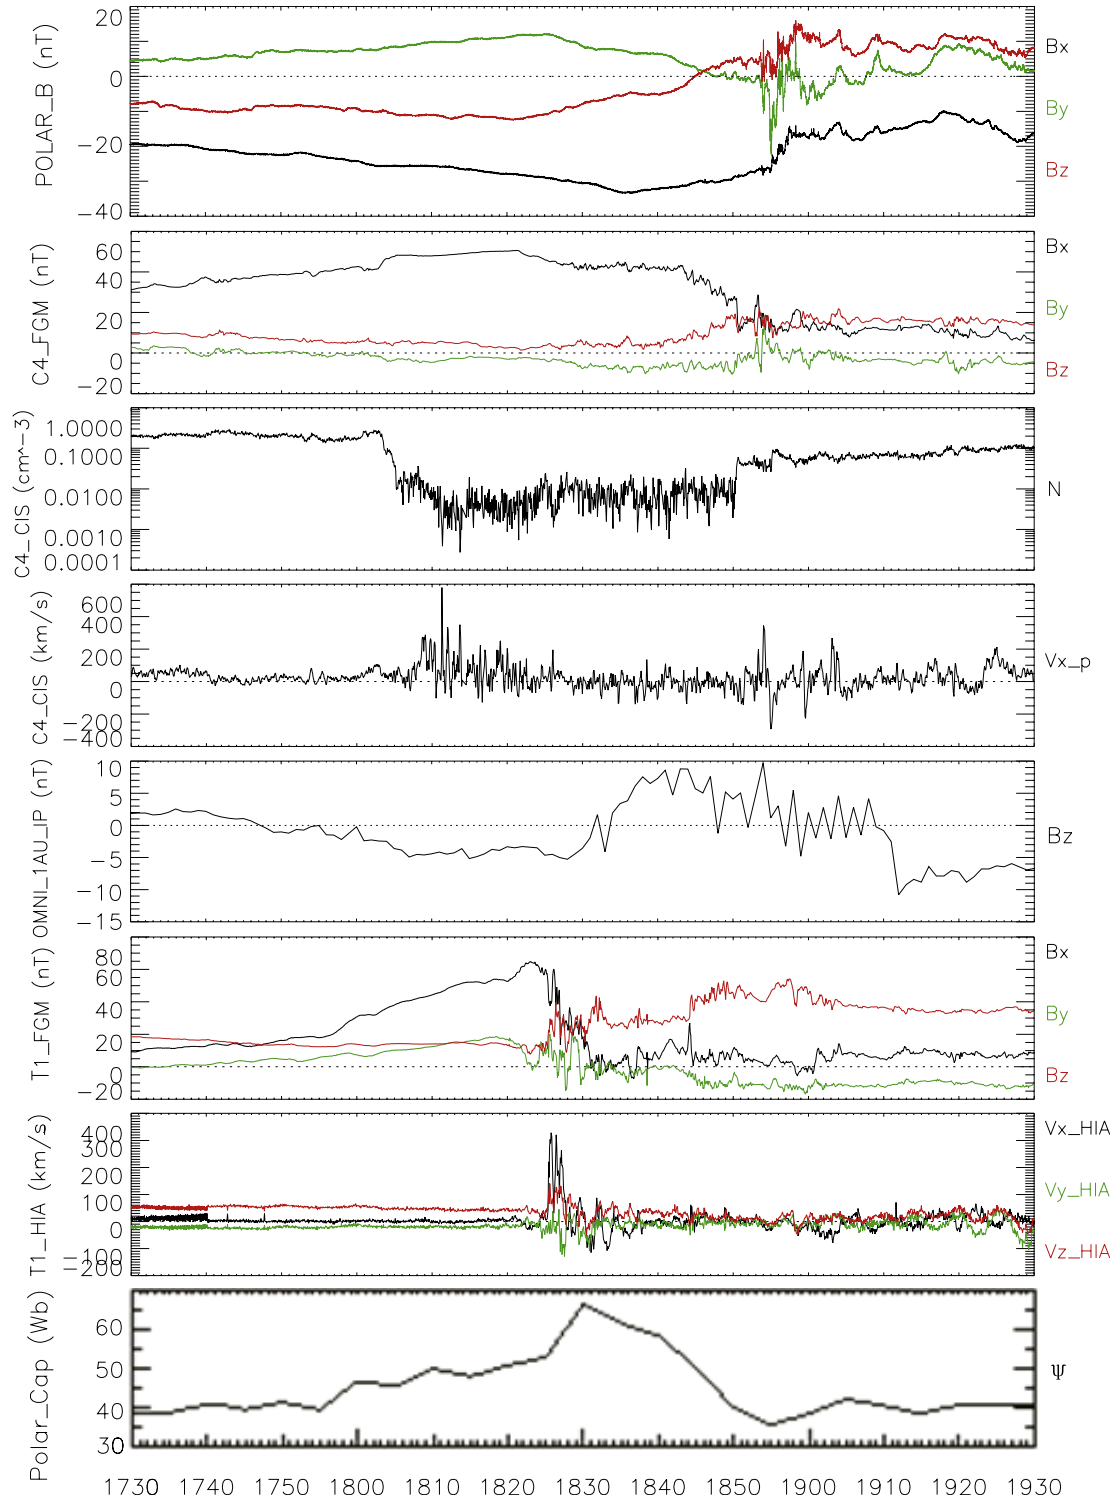 POLAR_B (nT)
20
0
−20
−40
Bx
By
Bz
C4_FGM (nT)
60
40
20
0
−20
Bx
By
Bz
C4_CIS (cm^−3)
1.0000
0.1000
0.0100
0.0010
0.0001
N
C4_CIS (km/s)
600
400
200
0
−200
−400
Vx_p
OMNI_1AU_IP (nT)
10
5
0
−5
−10
−15
Bz
T1_FGM (nT)
80
60
40
20
0
−20
Bx
By
Bz
T1_HIA (km/s)
400
300
200
100
0
−100
−200
Vx_HIA
Vy_HIA
Vz_HIA
Polar_Cap (Wb)
60
50
40
30
Ψ
1730 1740 1750 1800 1810 1820 1830 1840 1850 1900 1910 1920 1930